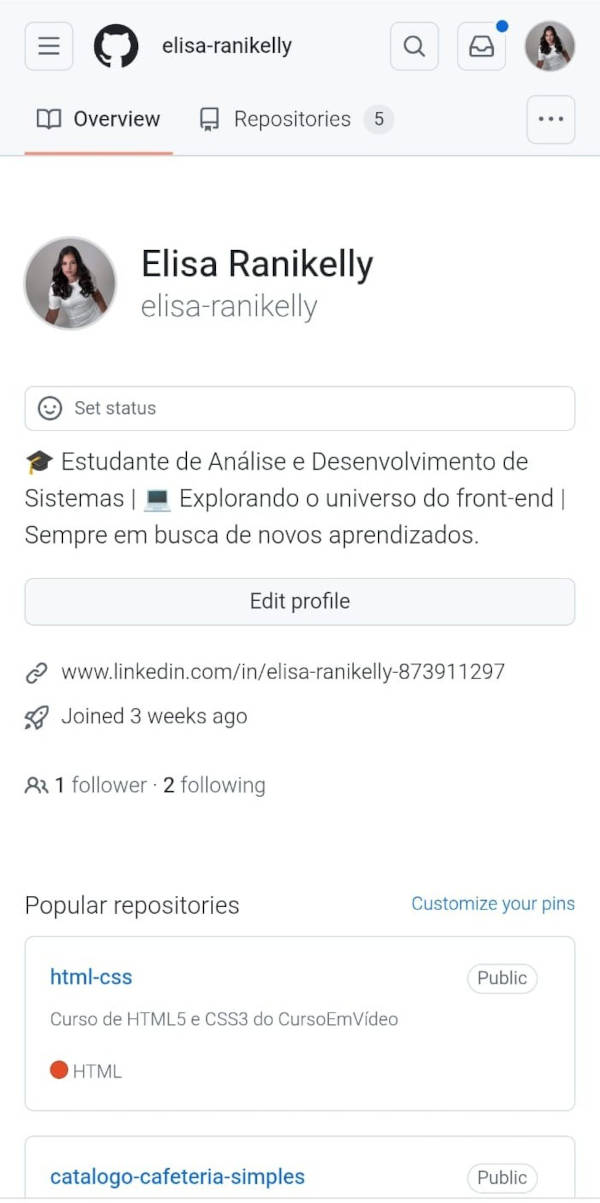 elisa-ranikelly
Overview
Repositories 5
Elisa Ranikelly
elisa-ranikelly
Set status
🎓 Estudante de Análise e Desenvolvimento de
Sistemas | 💻 Explorando o universo do front-end |
Sempre em busca de novos aprendizados.
Edit profile
www.linkedin.com/in/elisa-ranikelly-873911297
Joined 3 weeks ago
1 follower · 2 following
Popular repositories
Customize your pins
html-css
Public
Curso de HTML5 e CSS3 do CursoEmVídeo
HTML
catalogo-cafeteria-simples
Public